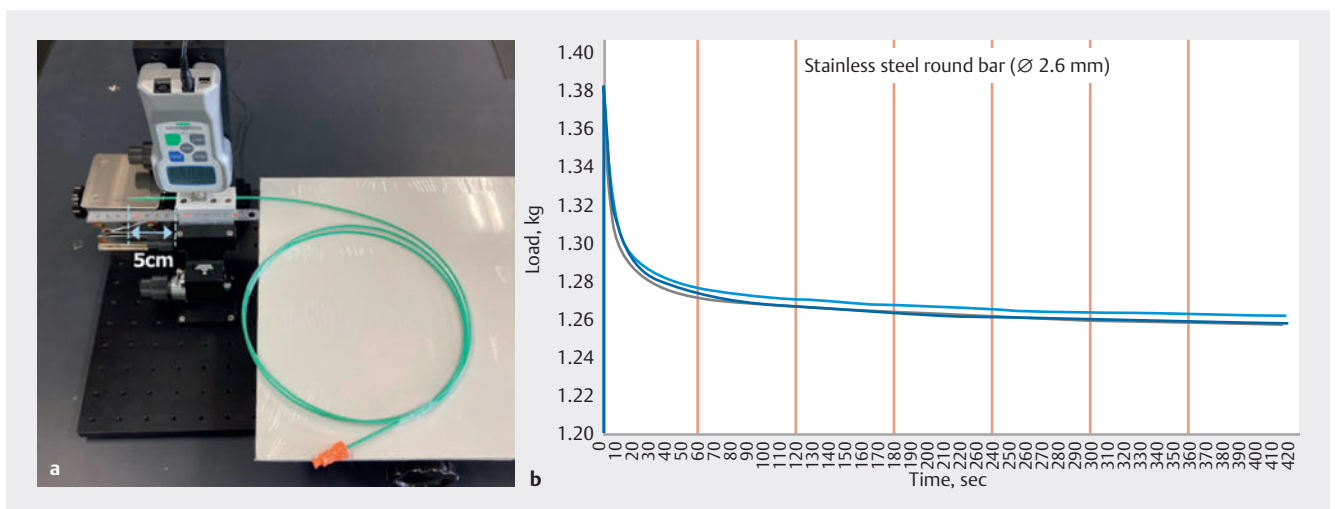 5cm
a
Stainless steel round bar (∅ 2.6 mm)
Load, kg
1.40
1.38
1.36
1.34
1.32
1.30
1.28
1.26
1.24
1.22
1.20
0 10 20 30 40 50 60 70 80 90 100 110 120 130 140 150 160 170 180 190 200 210 220 230 240 250 260 270 280 290 300 310 320 330 340 350 360 370 380 390 400 410 420
Time, sec
b